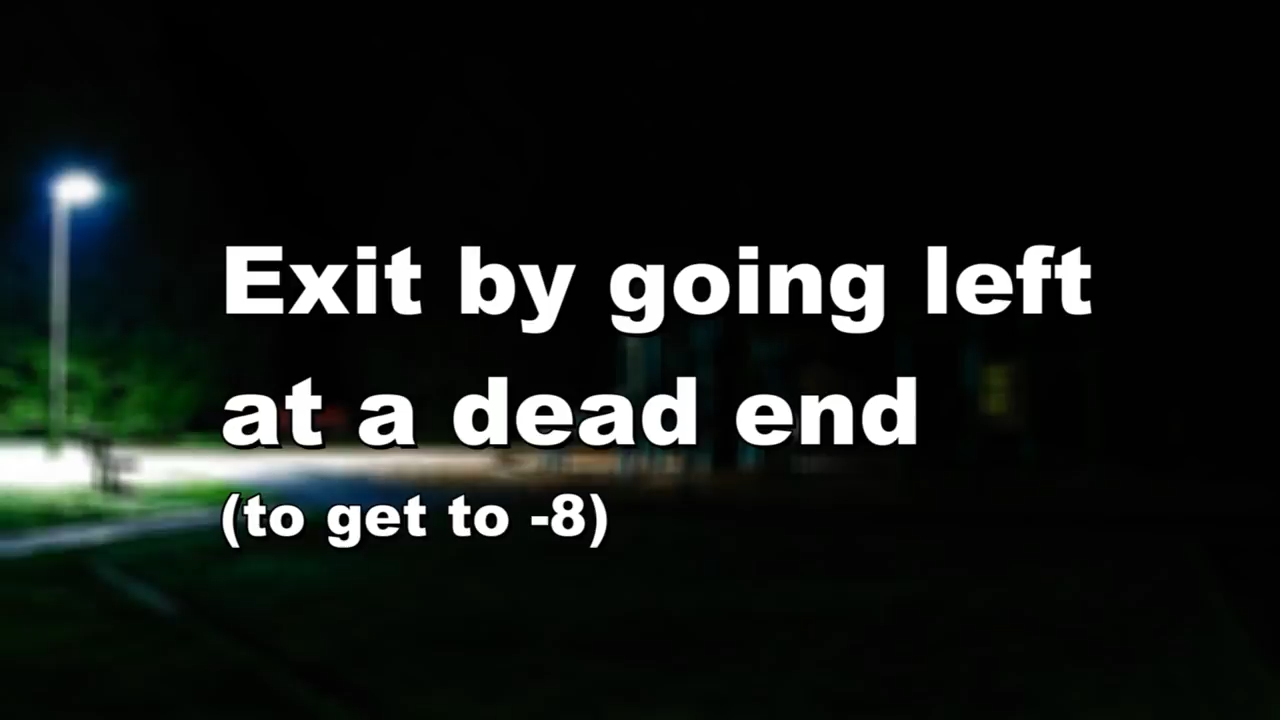 Exit by going left
at a dead end
(to get to -8)